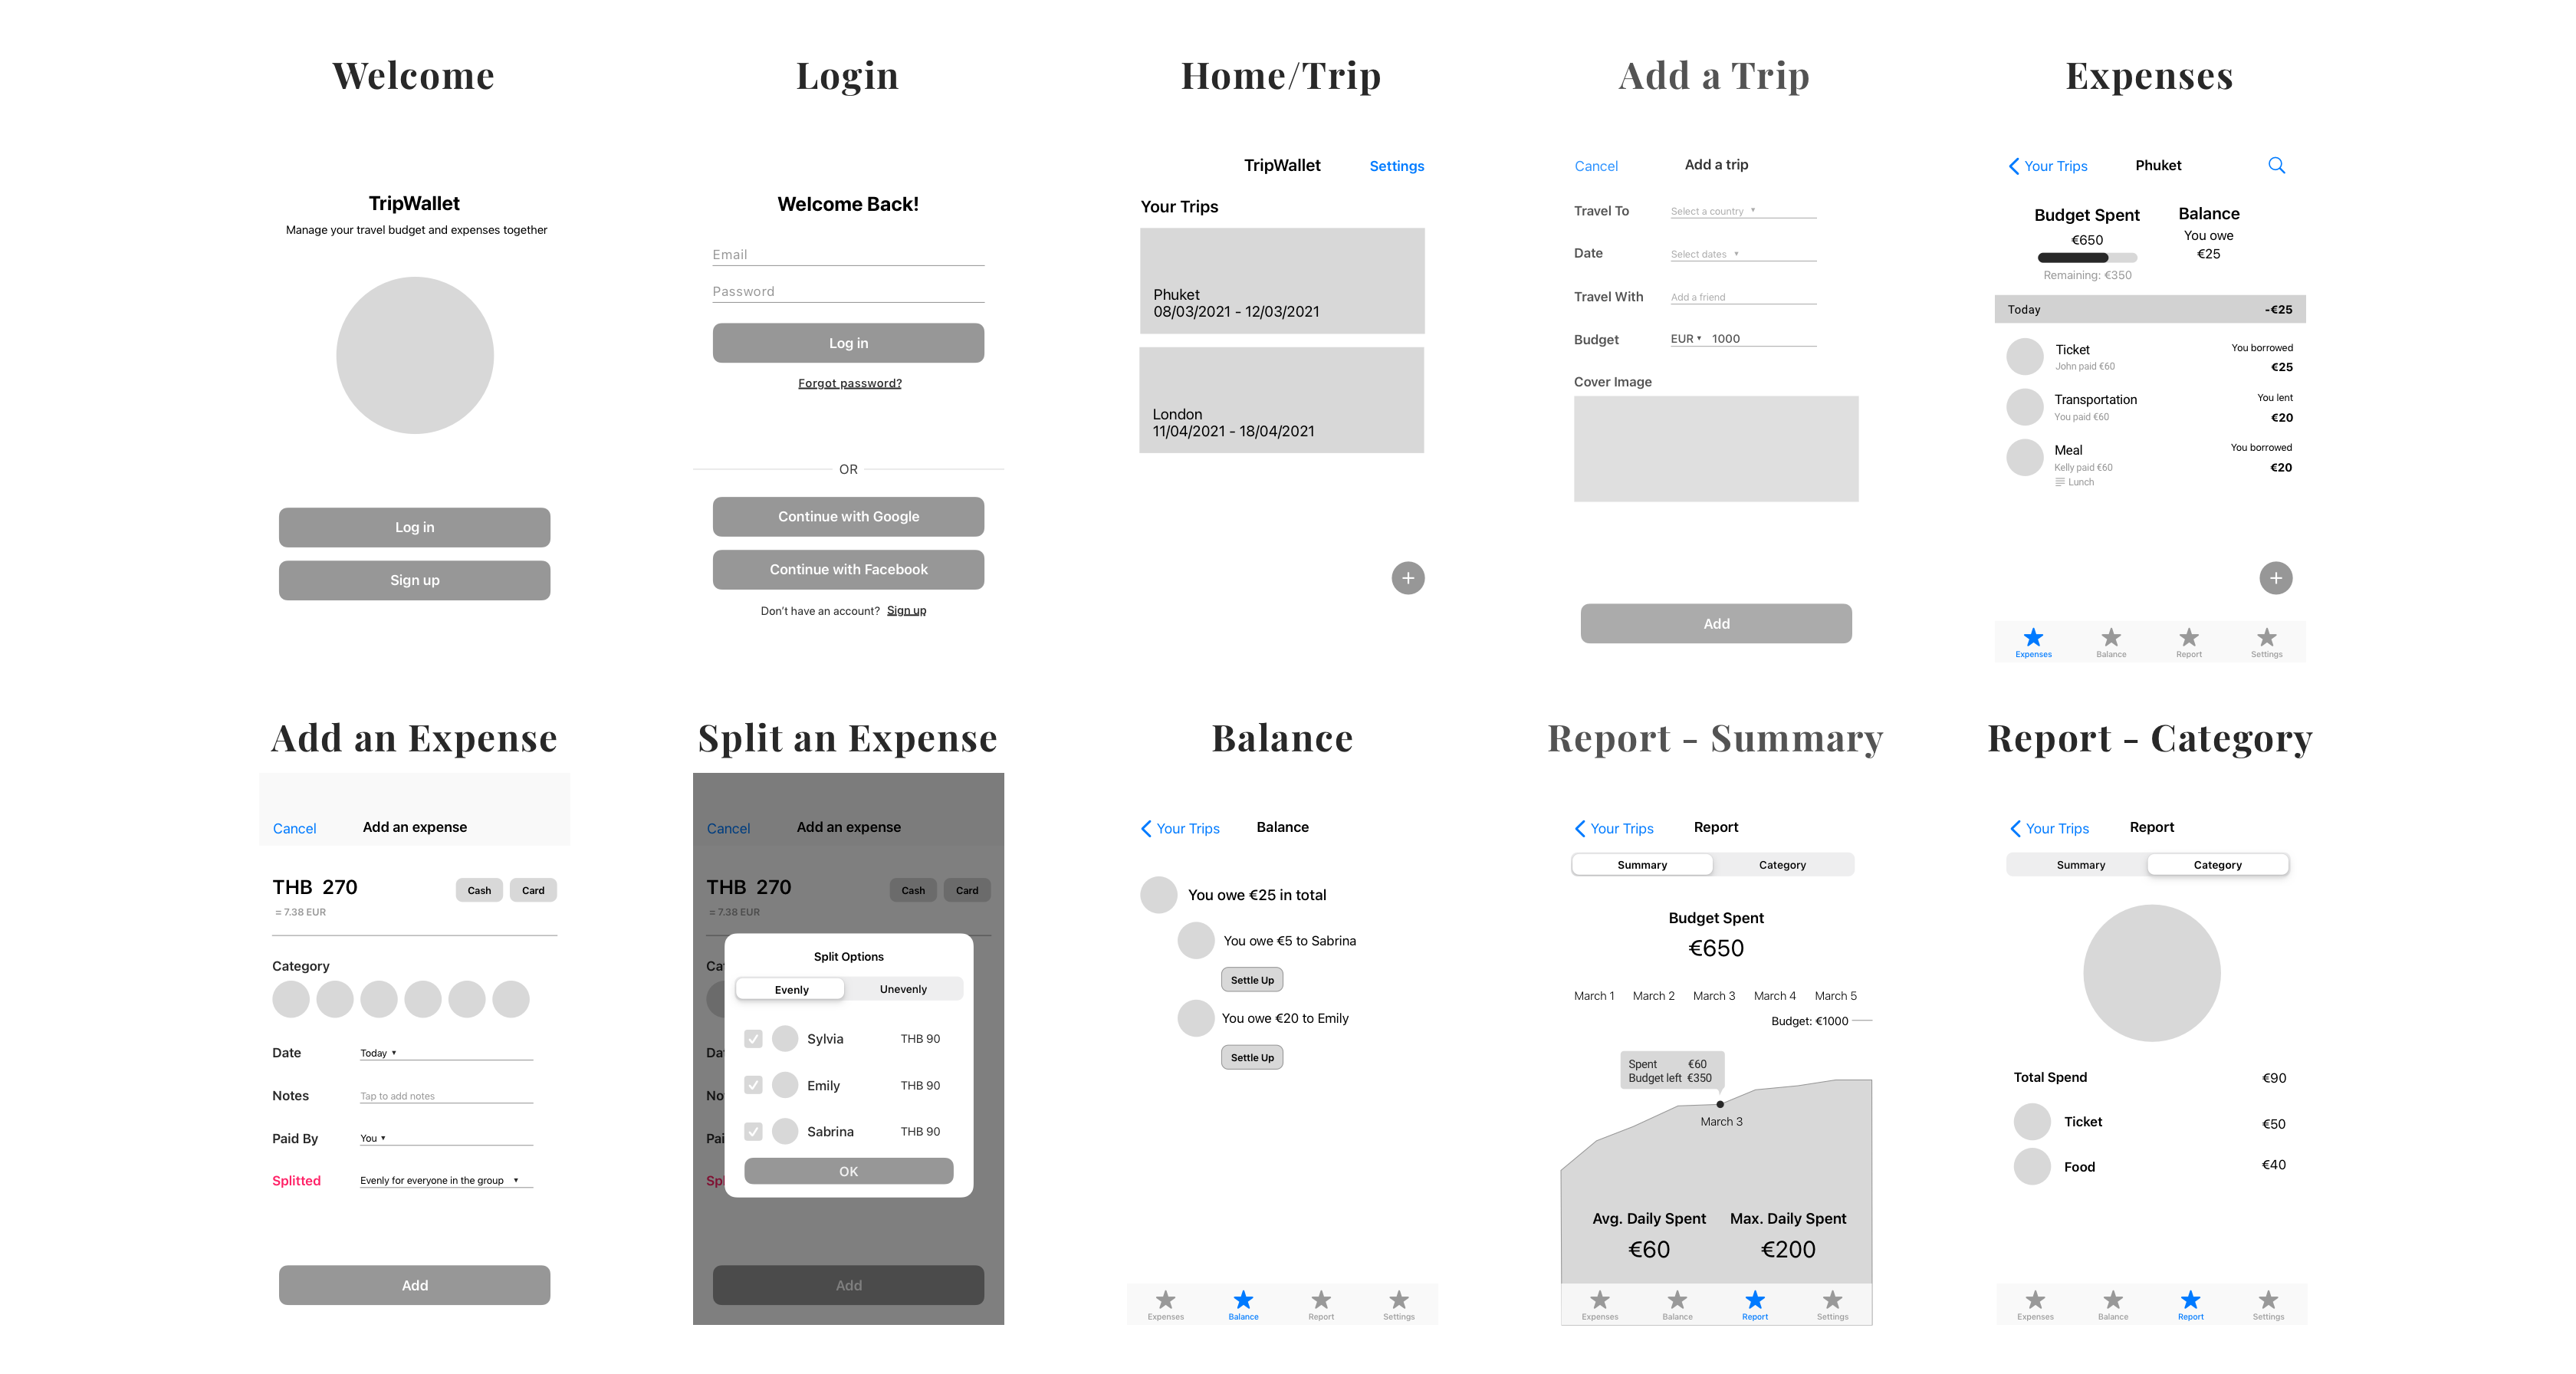 Welcome
TripWallet
Manage your travel budget and expenses together
Log in
Sign up
Login
Welcome Back!
Email
Password
Log in
Forgot password?
OR
Continue with Google
Continue with Facebook
Don't have an account? Sign up
Home/Trip
TripWallet Settings
Your Trips
Phuket
08/03/2021 - 12/03/2021
London
11/04/2021 - 18/04/2021
+
Add a Trip
Cancel Add a trip
Travel To Select a country ▼
Date Select dates ▼
Travel With Add a friend
Budget EUR ▼ 1000
Cover Image
Add
Expenses
Your Trips Phuket
Budget Spent
€650
Remaining: €350
Balance
You owe
€25
Today -€25
Ticket You borrowed
John paid €60 €25
Transportation You lent
You paid €60 €20
Meal You borrowed
Kelly paid €60 €20
Lunch
+
Expenses Balance Report Settings
Add an Expense
Cancel Add an expense
THB 270 Cash Card
= 7.38 EUR
Category
Date Today ▼
Notes Tap to add notes
Paid By You ▼
Splitted Evenly for everyone in the group ▼
Add
Split an Expense
Cancel Add an expense
THB 270 Cash Card
= 7.38 EUR
Ca
Da
No
Pai
Spl
Split Options
Evenly Unevenly
Sylvia THB 90
Emily THB 90
Sabrina THB 90
OK
Add
Balance
Your Trips Balance
You owe €25 in total
You owe €5 to Sabrina
Settle Up
You owe €20 to Emily
Settle Up
Expenses Balance Report Settings
Report - Summary
Your Trips Report
Summary Category
Budget Spent
€650
March 1 March 2 March 3 March 4 March 5
Budget: €1000
Spent €60
Budget left €350
March 3
Avg. Daily Spent Max. Daily Spent
€60 €200
Expenses Balance Report Settings
Report - Category
Your Trips Report
Summary Category
Total Spend €90
Ticket €50
Food €40
Expenses Balance Report Settings